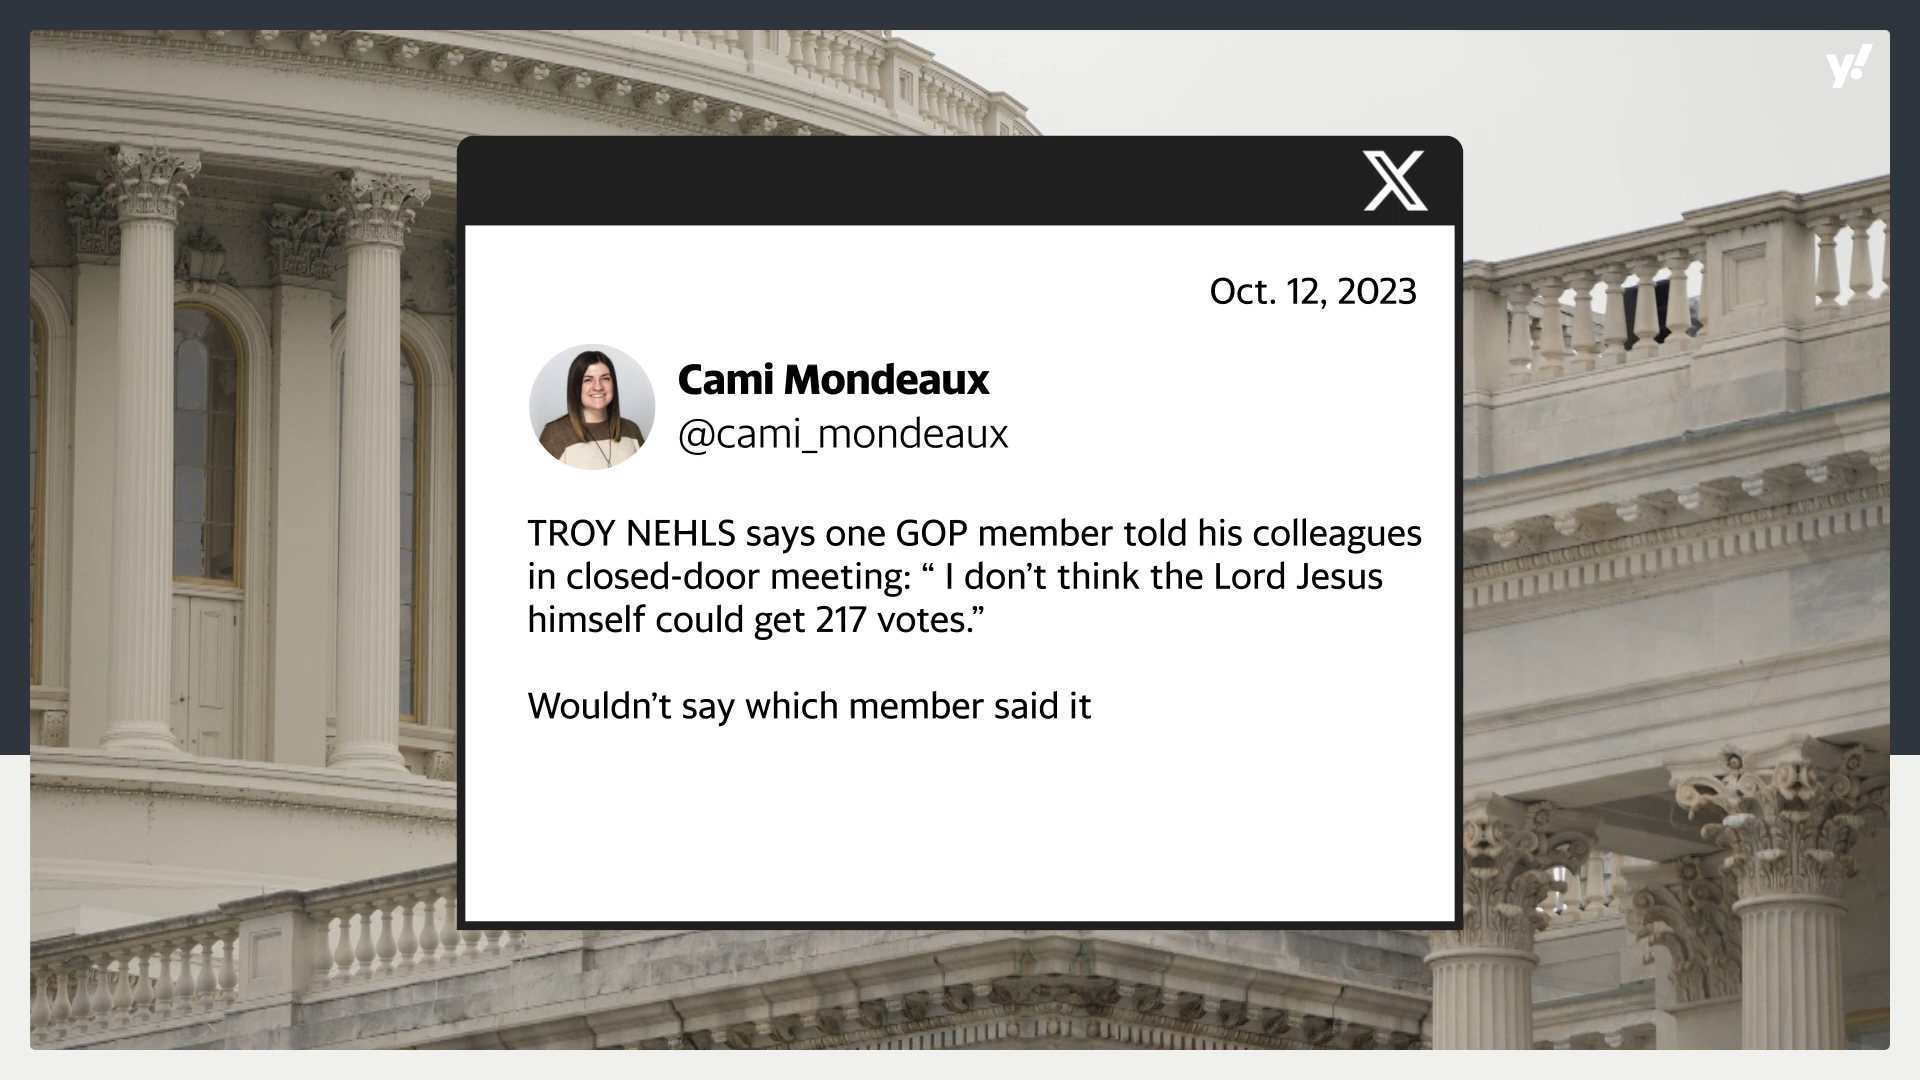 y!
X
Oct. 12, 2023
Cami Mondeaux
@cami_mondeaux
TROY NEHLS says one GOP member told his colleagues
in closed-door meeting: “ I don’t think the Lord Jesus
himself could get 217 votes.”
Wouldn’t say which member said it